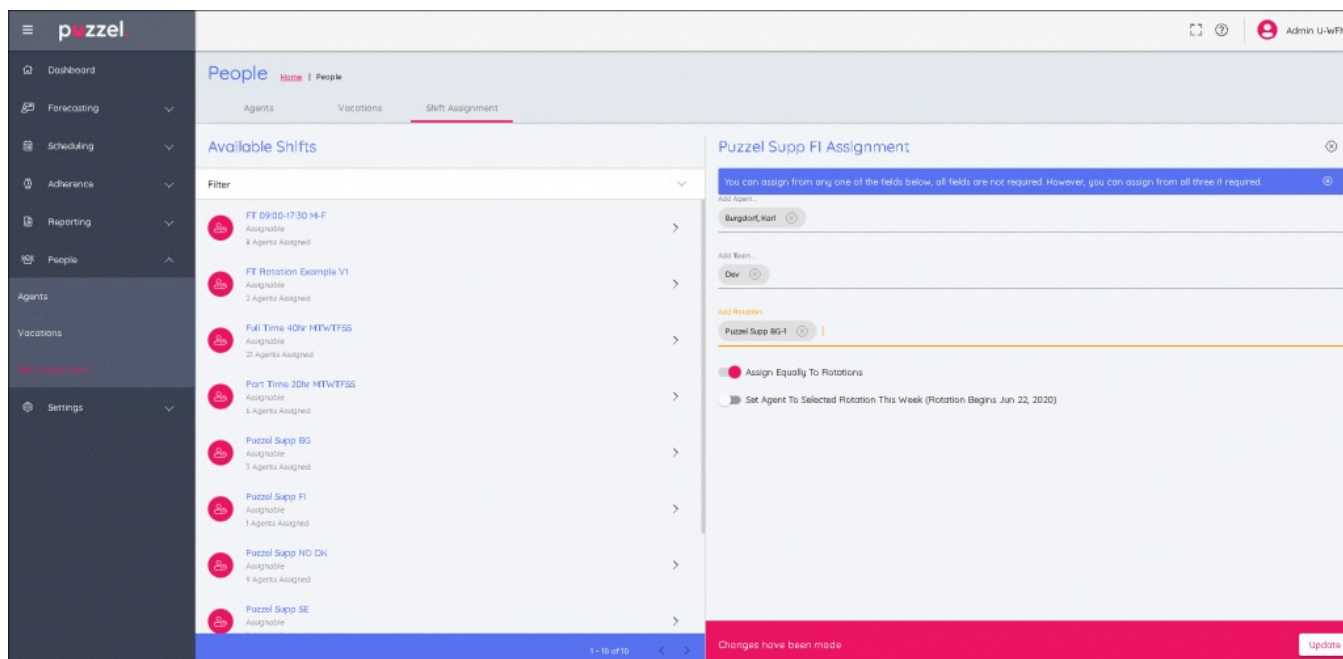 puzzel.
Admin U-WFM
Dashboard
Forecasting
Scheduling
Adherence
Reporting
People
Agents
Vacations
Shift Assignment
Settings
People Home | People
Agents Vacations Shift Assignment
Available Shifts
Filter
FT 09:00-17:30 M-F
Assignable
8 Agents Assigned
FT Rotation Example V1
Assignable
2 Agents Assigned
Full Time 40hr MTWTFSS
Assignable
21 Agents Assigned
Part Time 20hr MTWTFSS
Assignable
6 Agents Assigned
Puzzel Supp BG
Assignable
3 Agents Assigned
Puzzel Supp FI
Assignable
1 Agents Assigned
Puzzel Supp NO DK
Assignable
9 Agents Assigned
Puzzel Supp SE
Assignable
1 - 10 of 10
Puzzel Supp FI Assignment
You can assign from any one of the fields below, all fields are not required. However, you can assign from all three if required.
Add Agent...
Burgdorf, Karl
Add Team...
Dev
Add Rotation...
Puzzel Supp BG-1
Assign Equally To Rotations
Set Agent To Selected Rotation This Week (Rotation Begins Jun 22, 2020)
Changes have been made
Update